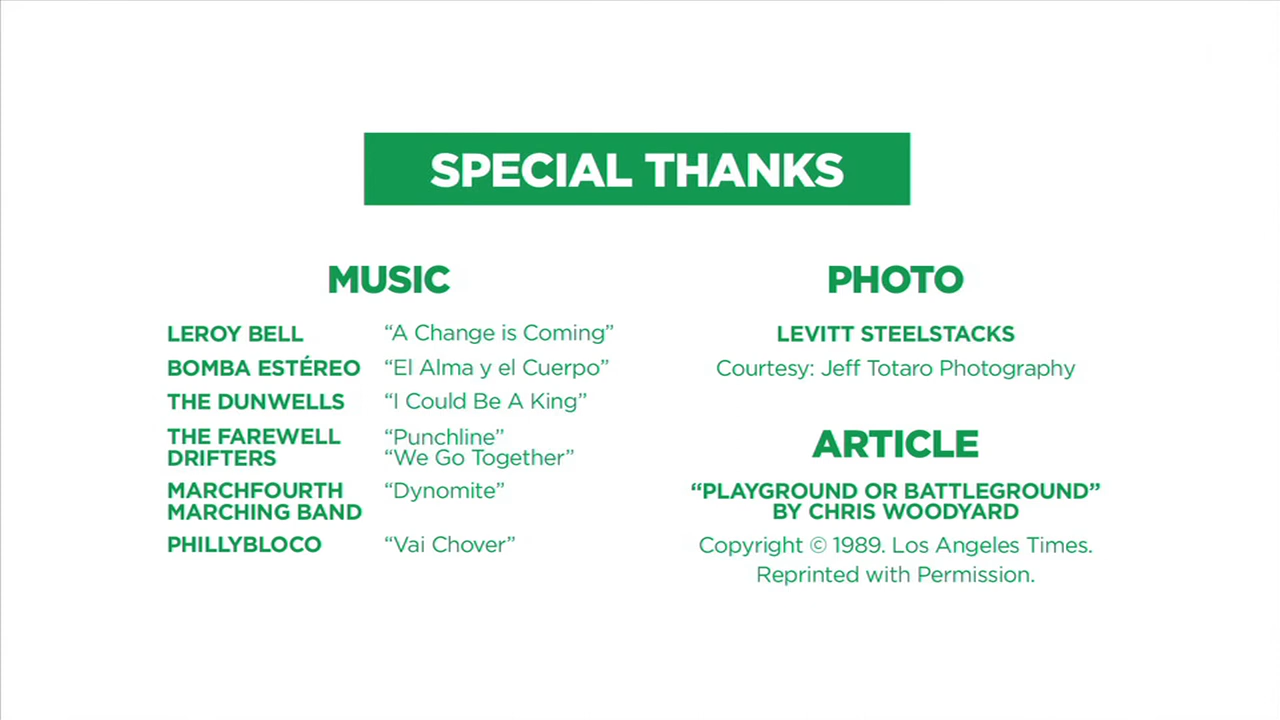 SPECIAL THANKS
MUSIC
LEROY BELL “A Change is Coming”
BOMBA ESTÉREO “El Alma y el Cuerpo”
THE DUNWELLS “I Could Be A King”
THE FAREWELL “Punchline”
DRIFTERS “We Go Together”
MARCHFOURTH “Dynomite”
MARCHING BAND
PHILLYBLOCO “Vai Chover”
PHOTO
LEVITT STEELSTACKS
Courtesy: Jeff Totaro Photography
ARTICLE
“PLAYGROUND OR BATTLEGROUND”
BY CHRIS WOODYARD
Copyright © 1989. Los Angeles Times.
Reprinted with Permission.